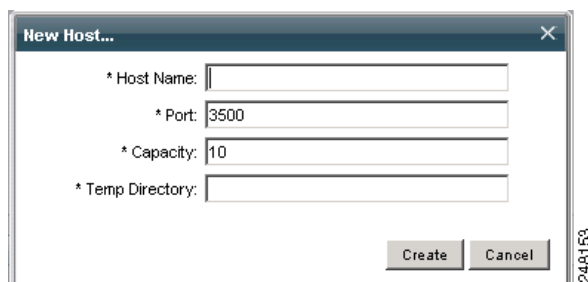 New Host...
* Host Name:
* Port: 3500
* Capacity: 10
* Temp Directory:
Create Cancel
248153